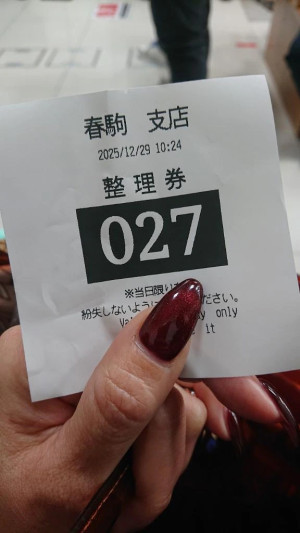 春駒 支店
2025/12/29 10:24
整理券
027
※当日限り
紛失しないように ださい。
only
it